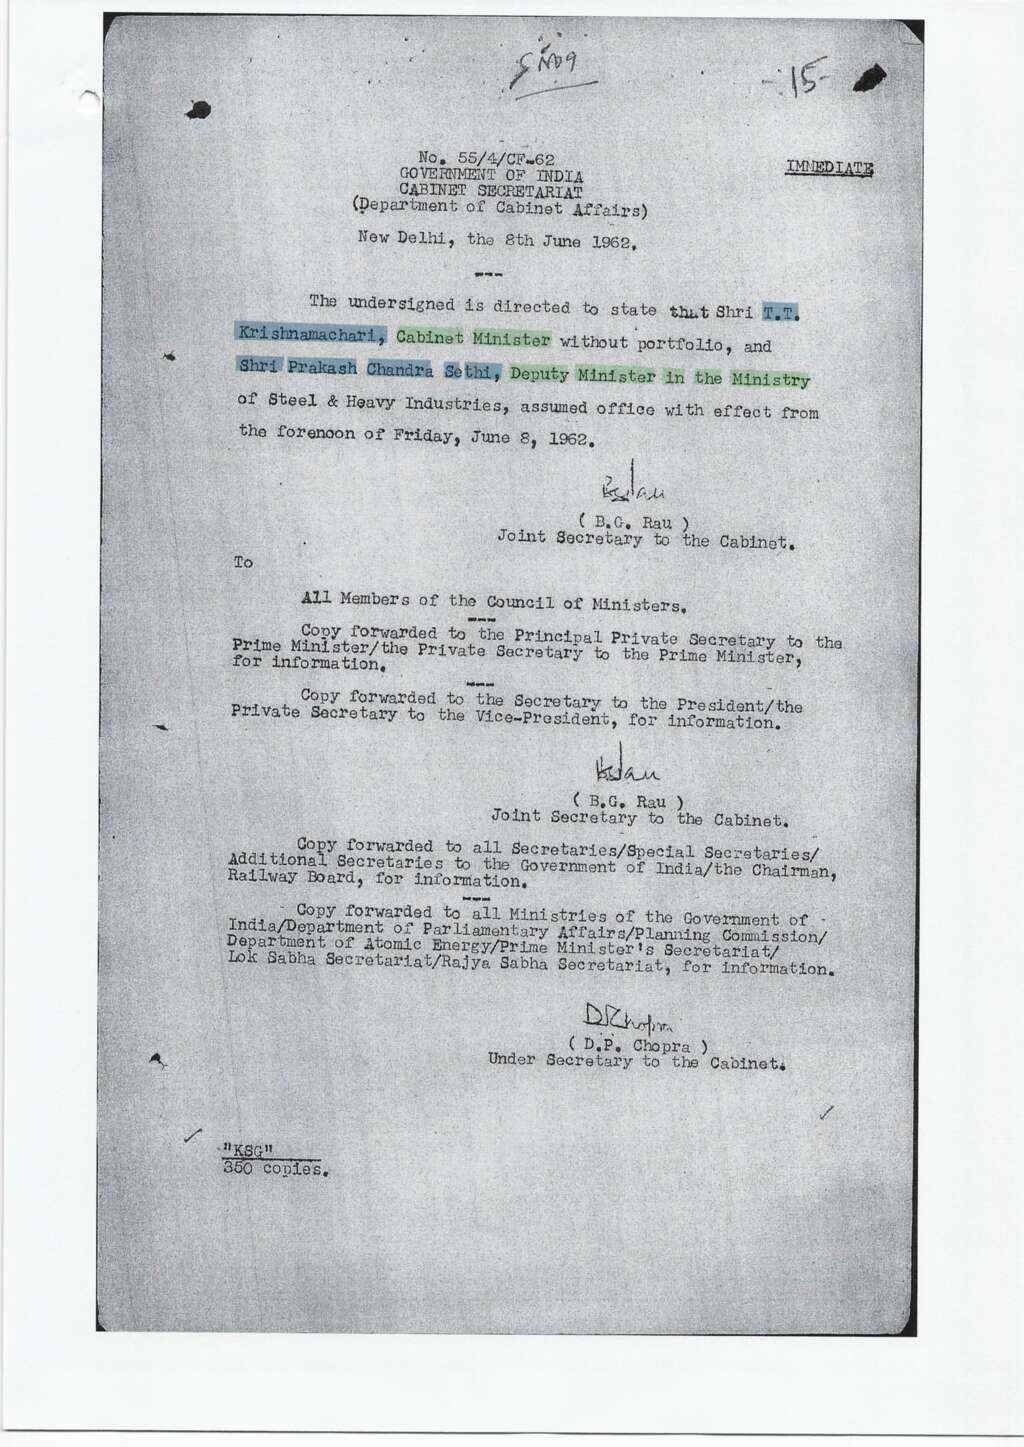 -15-
No. 55/4/CF-62
IMMEDIATE
GOVERNMENT OF INDIA
CABINET SECRETARIAT
(Department of Cabinet Affairs)
New Delhi, the 8th June 1962.
---
The undersigned is directed to state that Shri T.T.
Krishnamachari, Cabinet Minister without portfolio, and
Shri Prakash Chandra Sethi, Deputy Minister in the Ministry
of Steel & Heavy Industries, assumed office with effect from
the forenoon of Friday, June 8, 1962.
( B.G. Rau )
Joint Secretary to the Cabinet.
To
All Members of the Council of Ministers.
---
Copy forwarded to the Principal Private Secretary to the
Prime Minister/the Private Secretary to the Prime Minister,
for information.
---
Copy forwarded to the Secretary to the President/the
Private Secretary to the Vice-President, for information.
( B.G. Rau )
Joint Secretary to the Cabinet.
Copy forwarded to all Secretaries/Special Secretaries/
Additional Secretaries to the Government of India/the Chairman,
Railway Board, for information.
---
Copy forwarded to all Ministries of the Government of
India/Department of Parliamentary Affairs/Planning Commission/
Department of Atomic Energy/Prime Minister's Secretariat/
Lok Sabha Secretariat/Rajya Sabha Secretariat, for information.
DPChopra
( D.P. Chopra )
Under Secretary to the Cabinet.
"KSG"
350 copies.